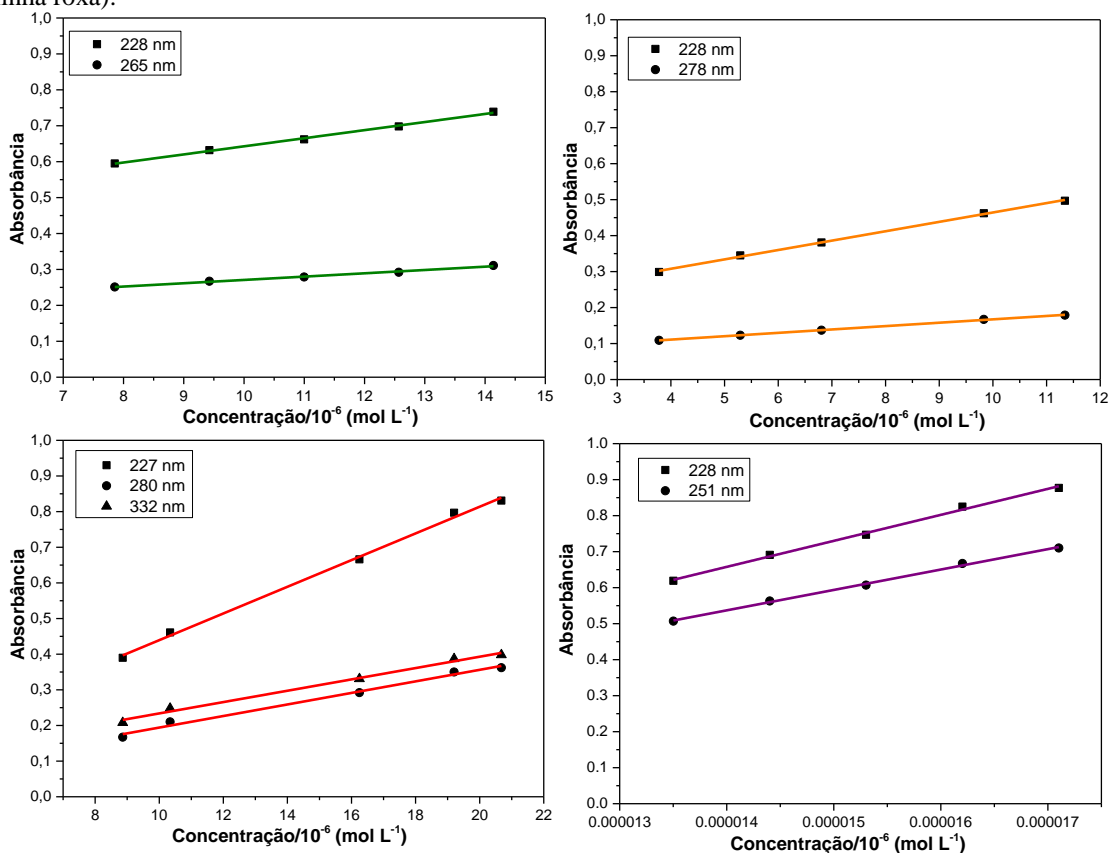 linha roxa).
1,0
0,9
0,8
0,7
0,6
0,5
0,4
0,3
0,2
0,1
0,0
Absorbância
228 nm
265 nm
7 8 9 10 11 12 13 14 15
Concentração/10⁻⁶ (mol L⁻¹)
1,0
0,9
0,8
0,7
0,6
0,5
0,4
0,3
0,2
0,1
0,0
Absorbância
228 nm
278 nm
3 4 5 6 7 8 9 10 11 12
Concentração/10⁻⁶ (mol L⁻¹)
1,0
0,9
0,8
0,7
0,6
0,5
0,4
0,3
0,2
0,1
0,0
Absorbância
227 nm
280 nm
332 nm
8 10 12 14 16 18 20 22
Concentração/10⁻⁶ (mol L⁻¹)
1.0
0.9
0.8
0.7
0.6
0.5
0.4
0.3
0.2
0.1
0.0
Absorbância
228 nm
251 nm
0.000013 0.000014 0.000015 0.000016 0.000017
Concentração/10⁻⁶ (mol L⁻¹)